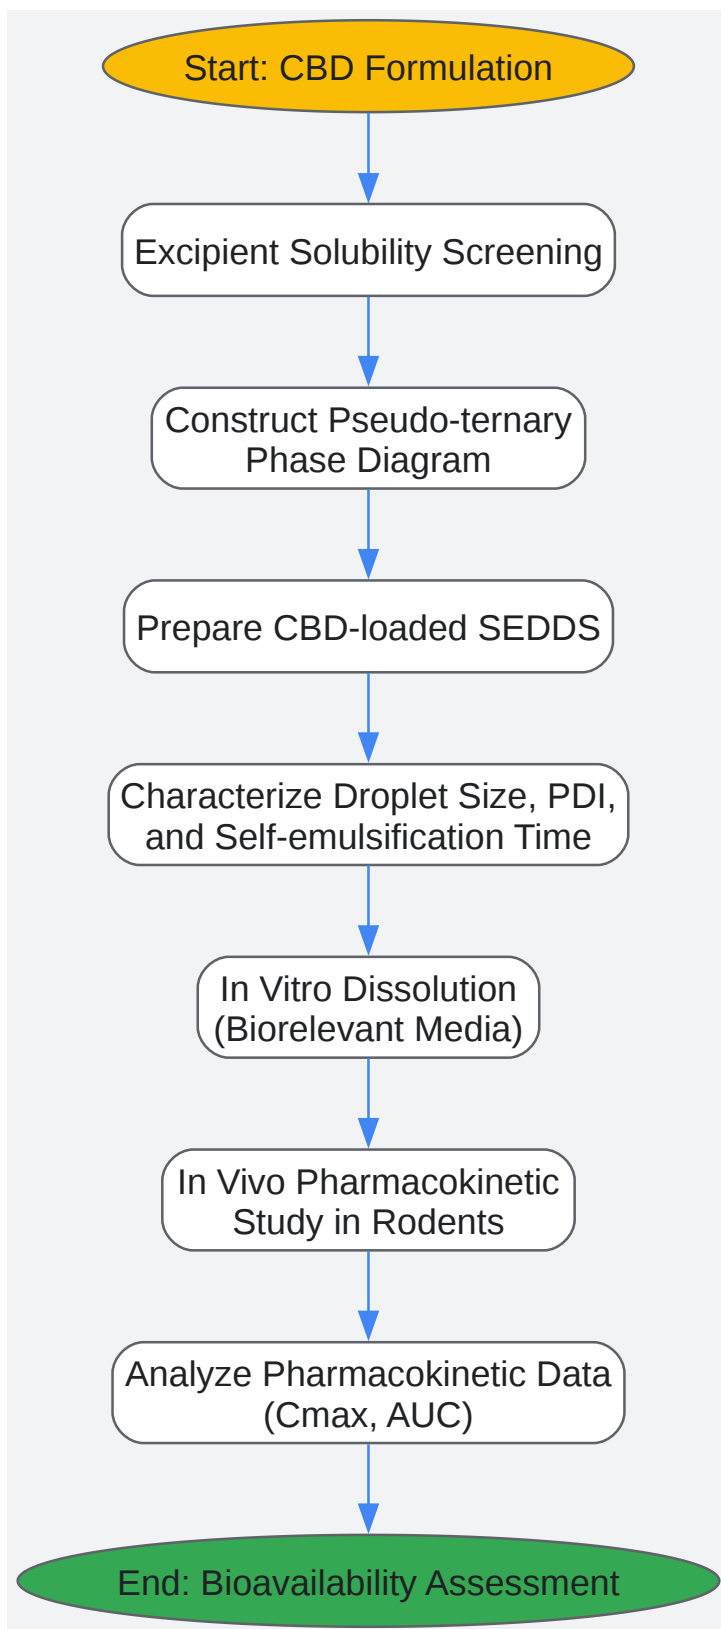 Start: CBD Formulation
Excipient Solubility Screening
Construct Pseudo-ternary
Phase Diagram
Prepare CBD-loaded SEDDS
Characterize Droplet Size, PDI,
and Self-emulsification Time
In Vitro Dissolution
(Biorelevant Media)
In Vivo Pharmacokinetic
Study in Rodents
Analyze Pharmacokinetic Data
(Cmax, AUC)
End: Bioavailability Assessment